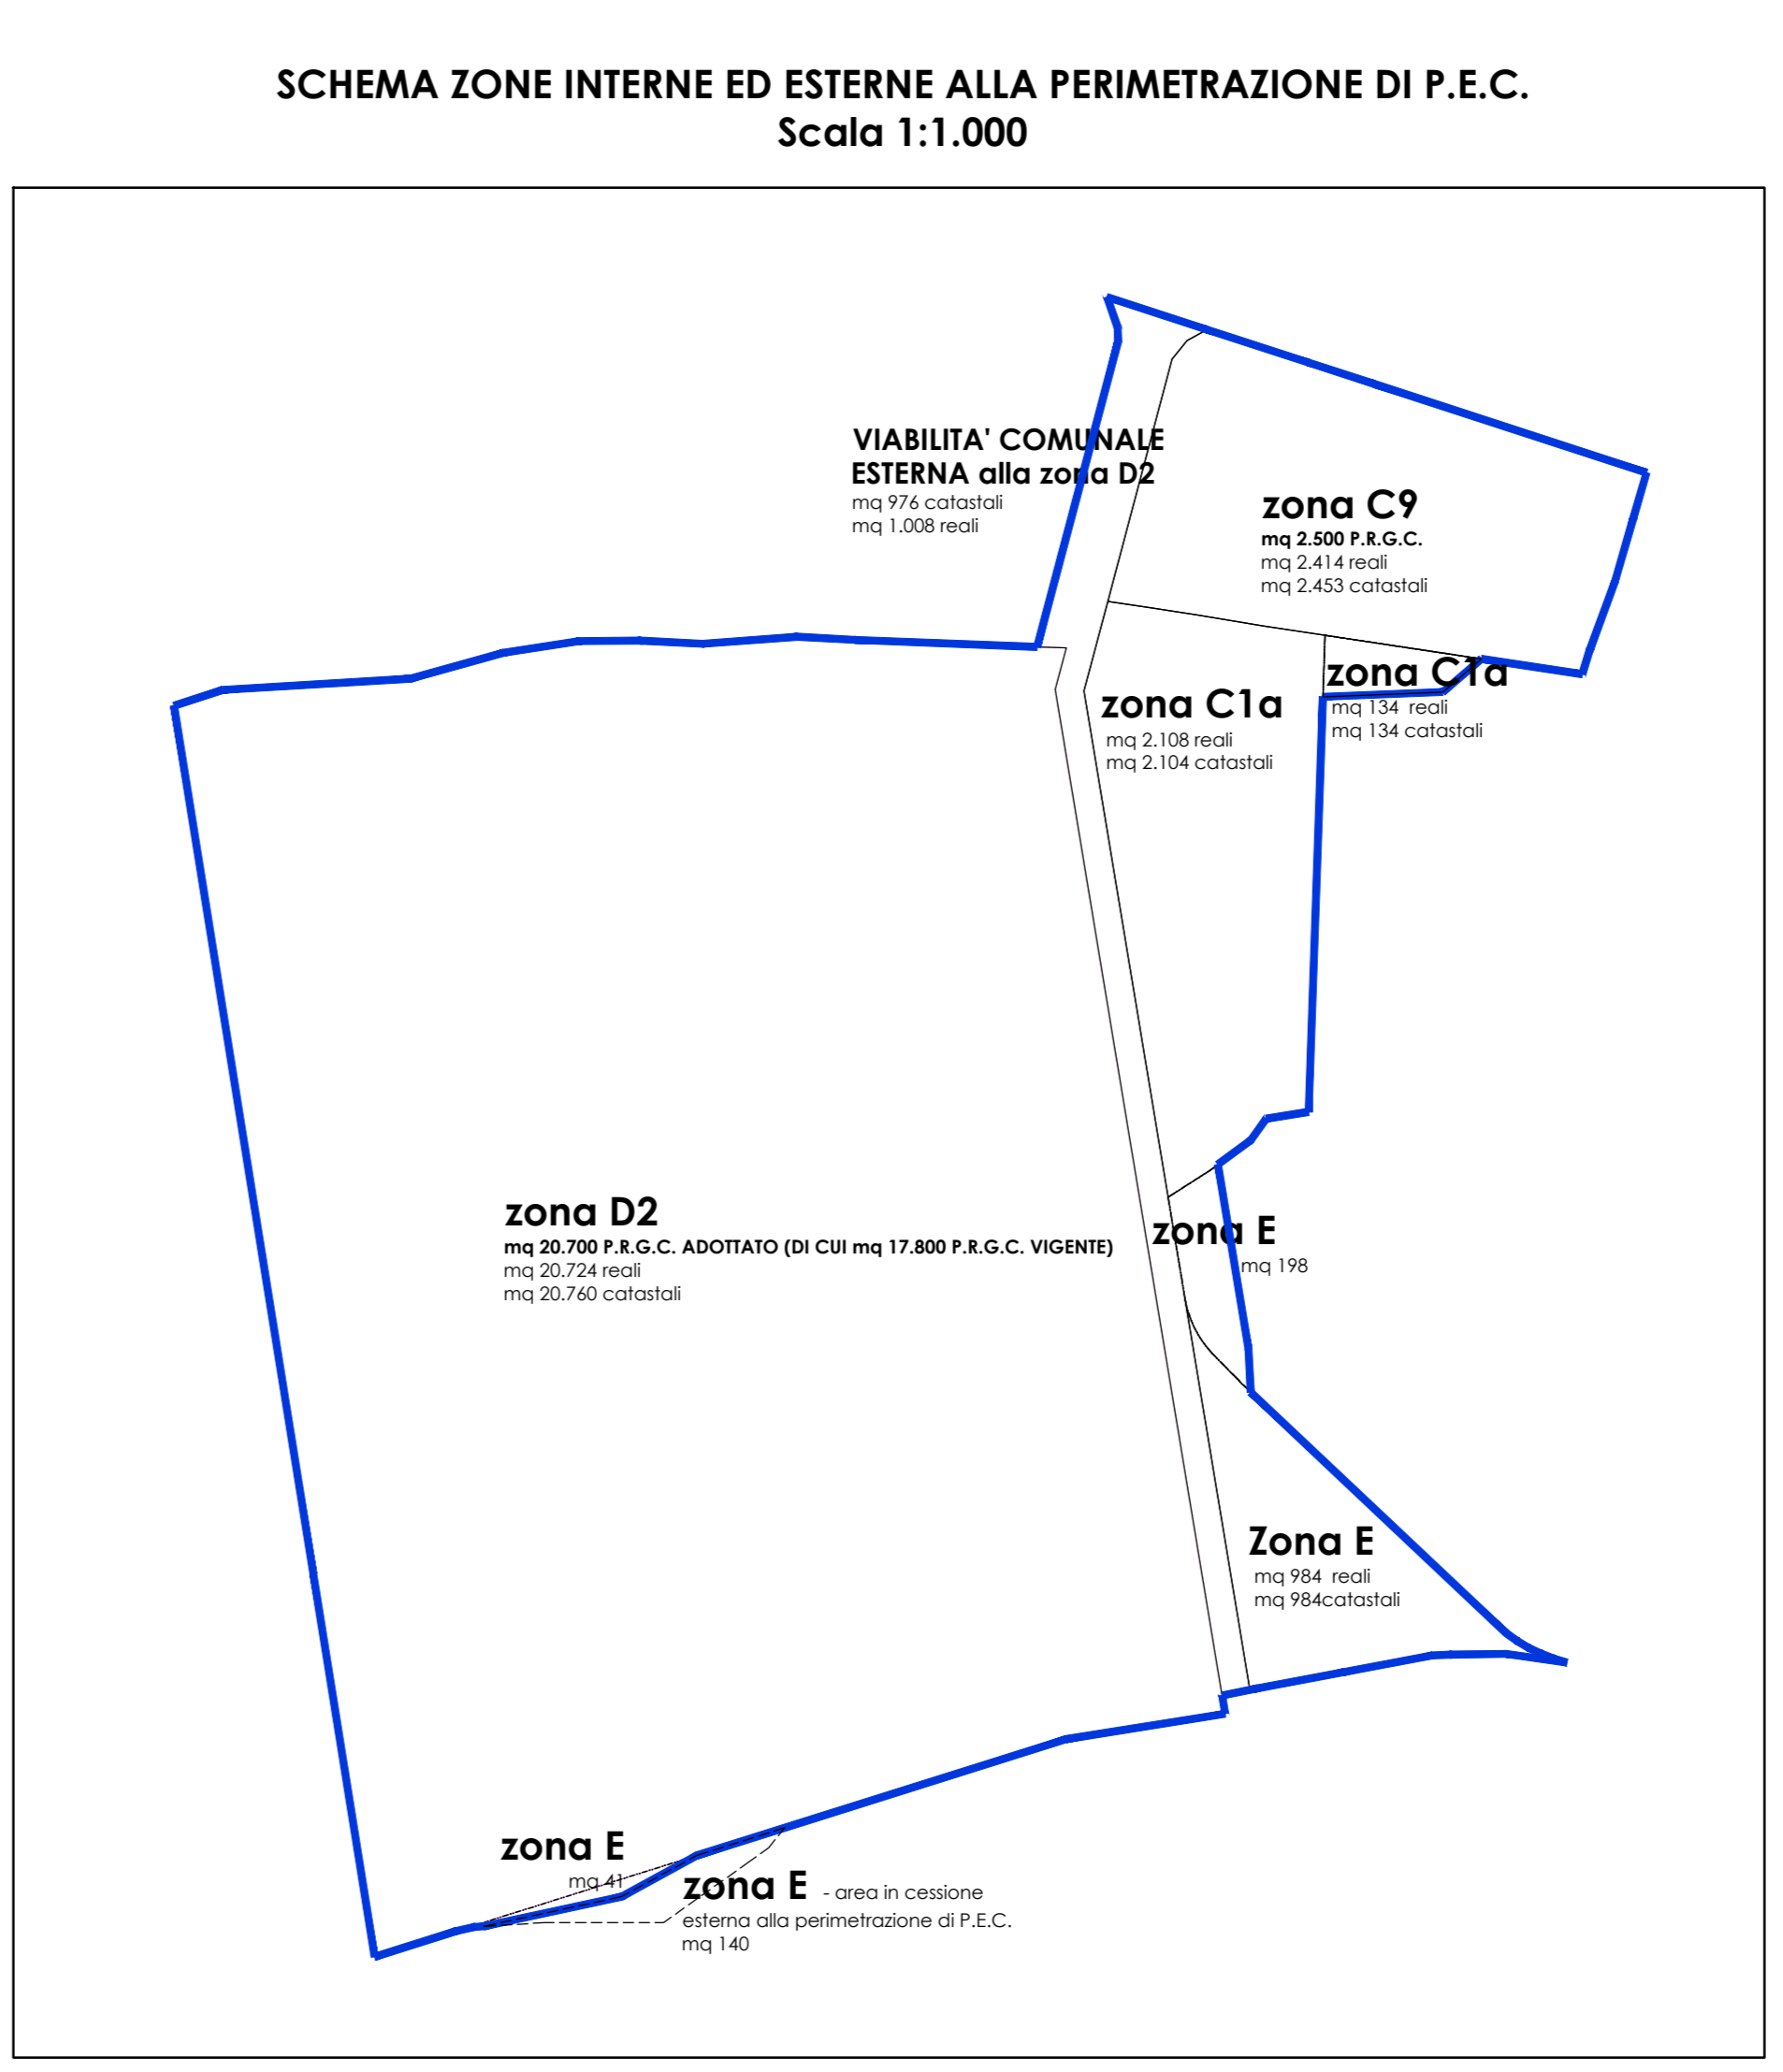 SCHEMA ZONE INTERNE ED ESTERNE ALLA PERIMETRAZIONE DI P.E.C.
Scala 1:1.000
VIABILITA' COMUNALE
ESTERNA alla zona D2
mq 976 catastali
mq 1.008 reali
zona C9
mq 2.500 P.R.G.C.
mq 2.414 reali
mq 2.453 catastali
zona C1a
mq 134 reali
mq 134 catastali
zona C1a
mq 2.108 reali
mq 2.104 catastali
zona D2
mq 20.700 P.R.G.C. ADOTTATO (DI CUI mq 17.800 P.R.G.C. VIGENTE)
mq 20.724 reali
mq 20.760 catastali
zona E
mq 198
Zona E
mq 984 reali
mq 984catastali
zona E
mq 41
zona E - area in cessione
esterna alla perimetrazione di P.E.C.
mq 140